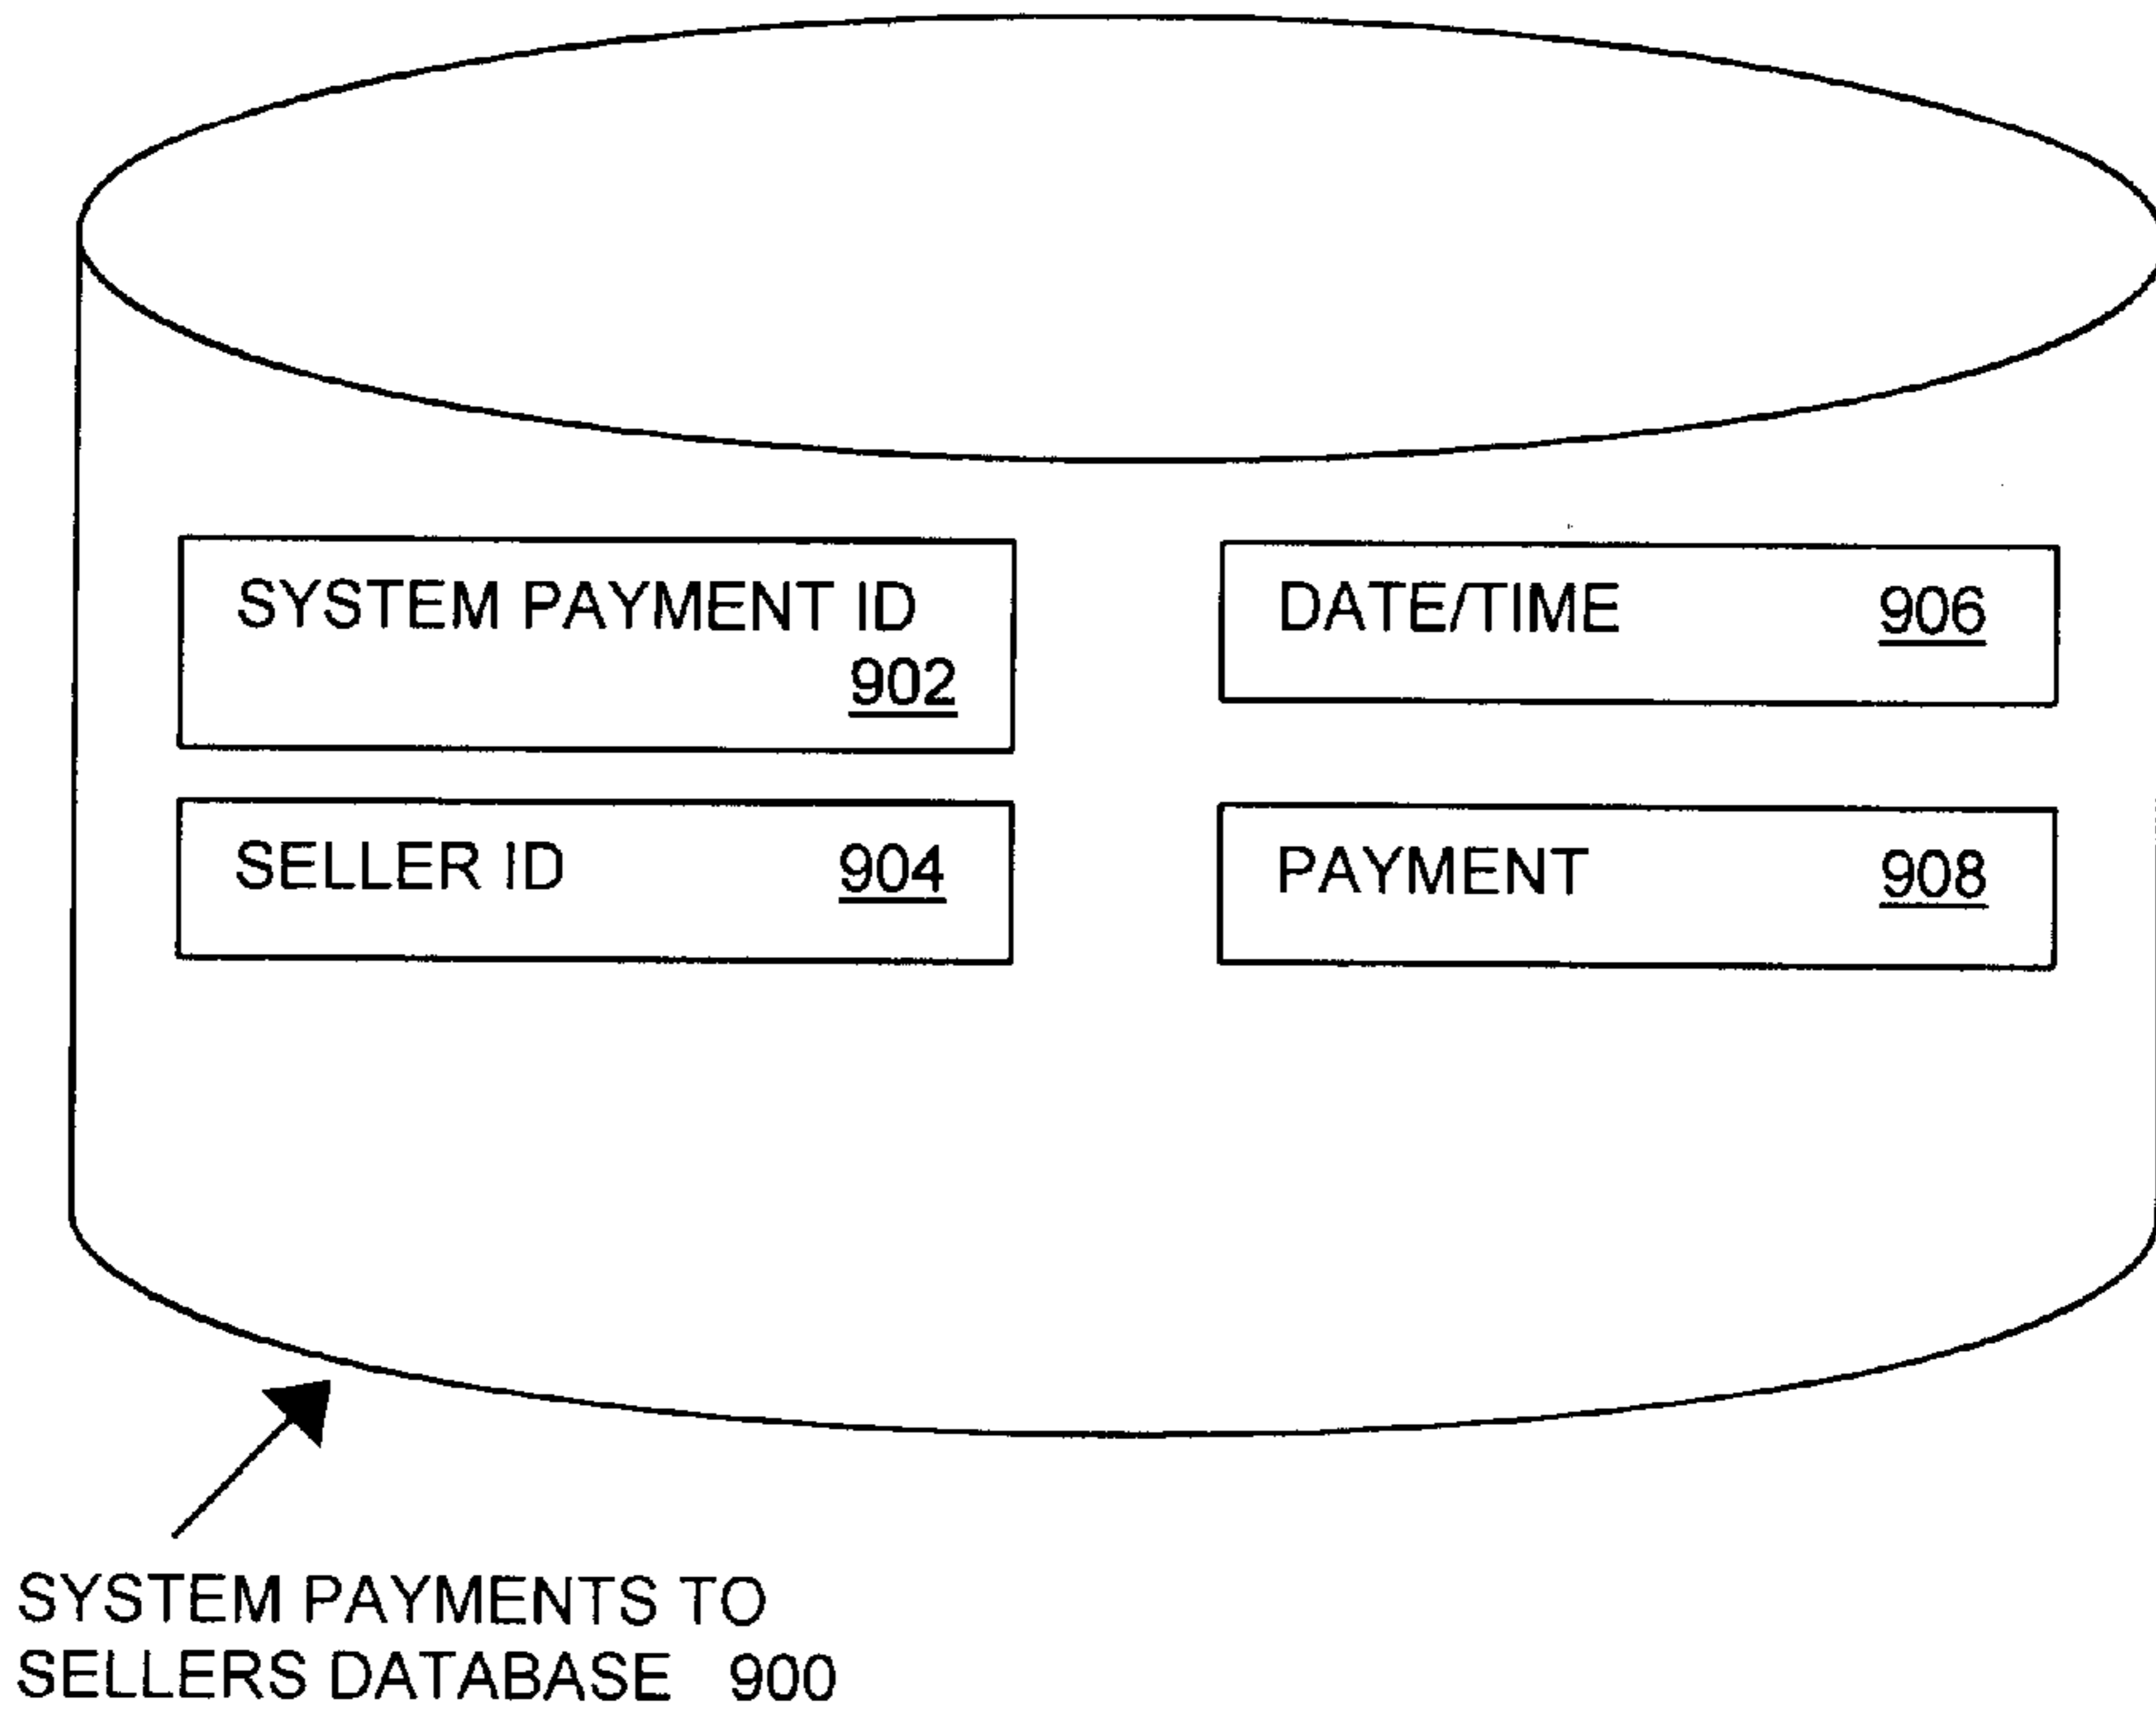 SYSTEM PAYMENT ID
902
DATE/TIME 906
SELLER ID 904
PAYMENT 908
SYSTEM PAYMENTS TO
SELLERS DATABASE 900